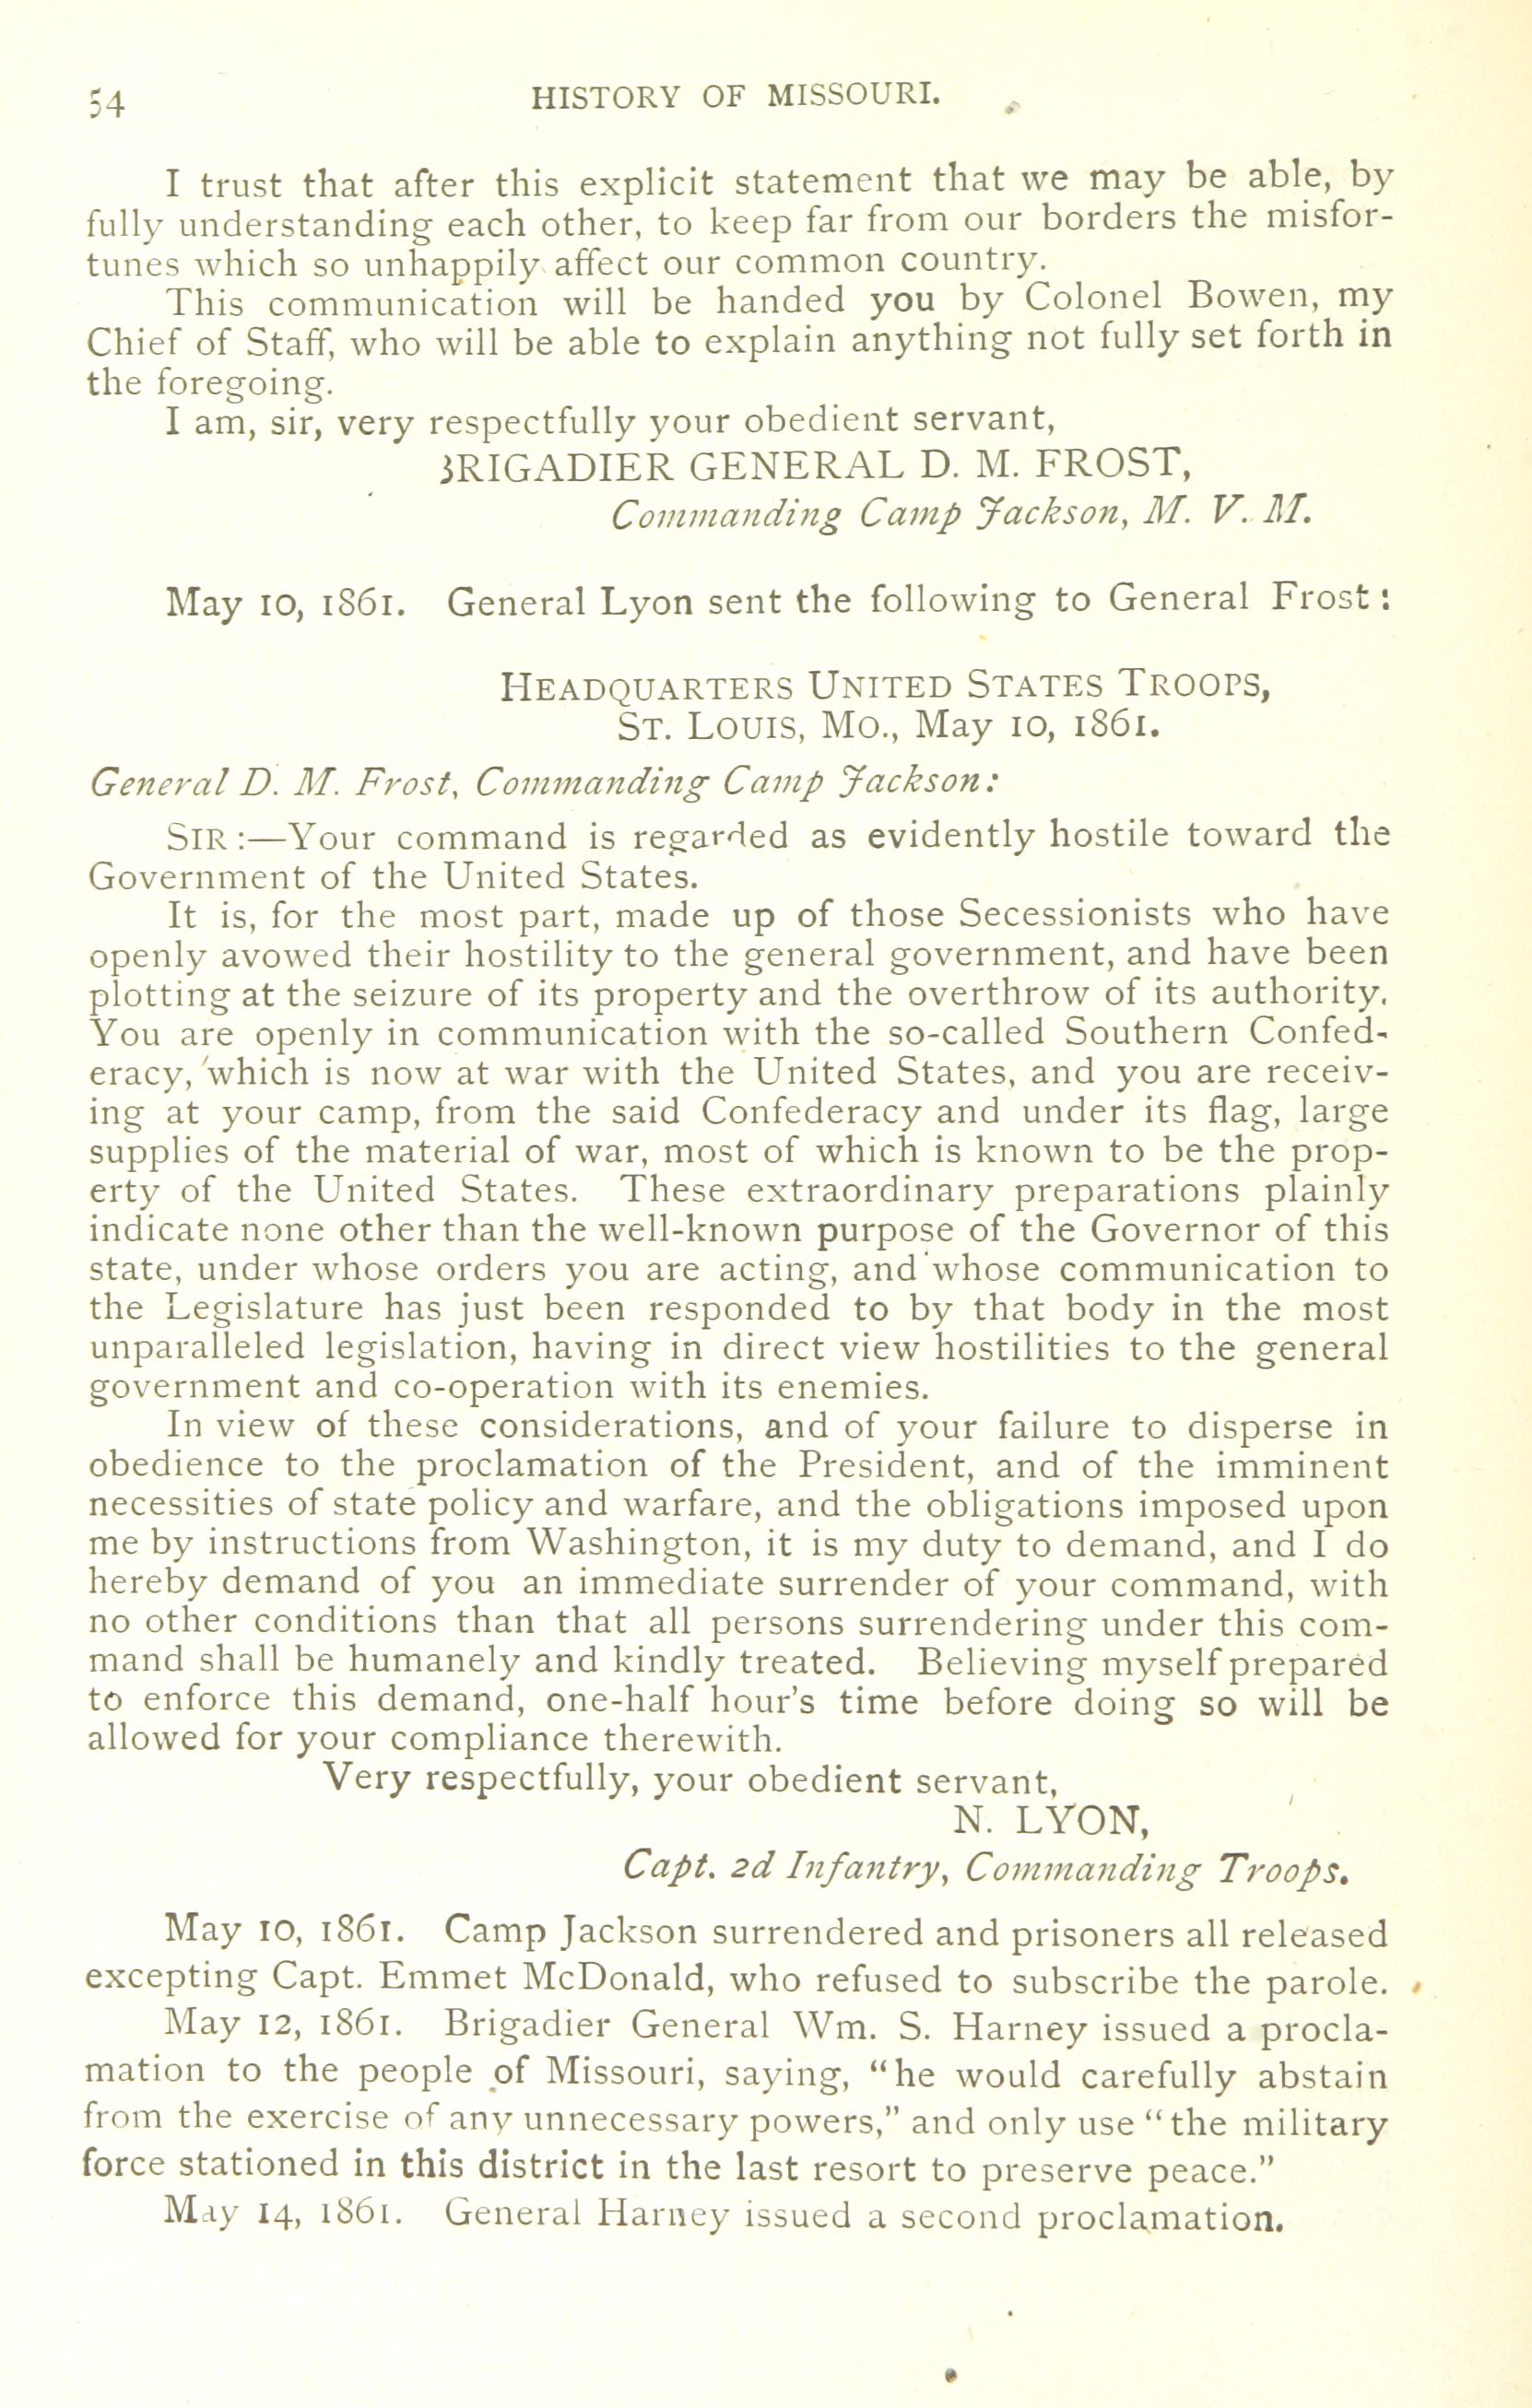 54
HISTORY OF MISSOURI.
I trust that after this explicit statement that we may be able, by
fully understanding each other, to keep far from our borders the misfor-
tunes which so unhappily affect our common country.
This communication will be handed you by Colonel Bowen, my
Chief of Staff, who will be able to explain anything not fully set forth in
the foregoing.
I am, sir, very respectfully your obedient servant,
BRIGADIER GENERAL D. M. FROST,
Commanding Camp Jackson, M. V. M.
May 10, 1861. General Lyon sent the following to General Frost:
HEADQUARTERS UNITED STATES TROOPS,
ST. LOUIS, MO., May 10, 1861.
General D. M. Frost, Commanding Camp Jackson:
SIR:—Your command is regarded as evidently hostile toward the
Government of the United States.
It is, for the most part, made up of those Secessionists who have
openly avowed their hostility to the general government, and have been
plotting at the seizure of its property and the overthrow of its authority.
You are openly in communication with the so-called Southern Confed-
eracy, which is now at war with the United States, and you are receiv-
ing at your camp, from the said Confederacy and under its flag, large
supplies of the material of war, most of which is known to be the prop-
erty of the United States. These extraordinary preparations plainly
indicate none other than the well-known purpose of the Governor of this
state, under whose orders you are acting, and whose communication to
the Legislature has just been responded to by that body in the most
unparalleled legislation, having in direct view hostilities to the general
government and co-operation with its enemies.
In view of these considerations, and of your failure to disperse in
obedience to the proclamation of the President, and of the imminent
necessities of state policy and warfare, and the obligations imposed upon
me by instructions from Washington, it is my duty to demand, and I do
hereby demand of you an immediate surrender of your command, with
no other conditions than that all persons surrendering under this com-
mand shall be humanely and kindly treated. Believing myself prepared
to enforce this demand, one-half hour's time before doing so will be
allowed for your compliance therewith.
Very respectfully, your obedient servant,
N. LYON,
Capt. 2d Infantry, Commanding Troops.
May 10, 1861. Camp Jackson surrendered and prisoners all released
excepting Capt. Emmet McDonald, who refused to subscribe the parole.
May 12, 1861. Brigadier General Wm. S. Harney issued a procla-
mation to the people of Missouri, saying, "he would carefully abstain
from the exercise of any unnecessary powers," and only use "the military
force stationed in this district in the last resort to preserve peace."
May 14, 1861. General Harney issued a second proclamation.